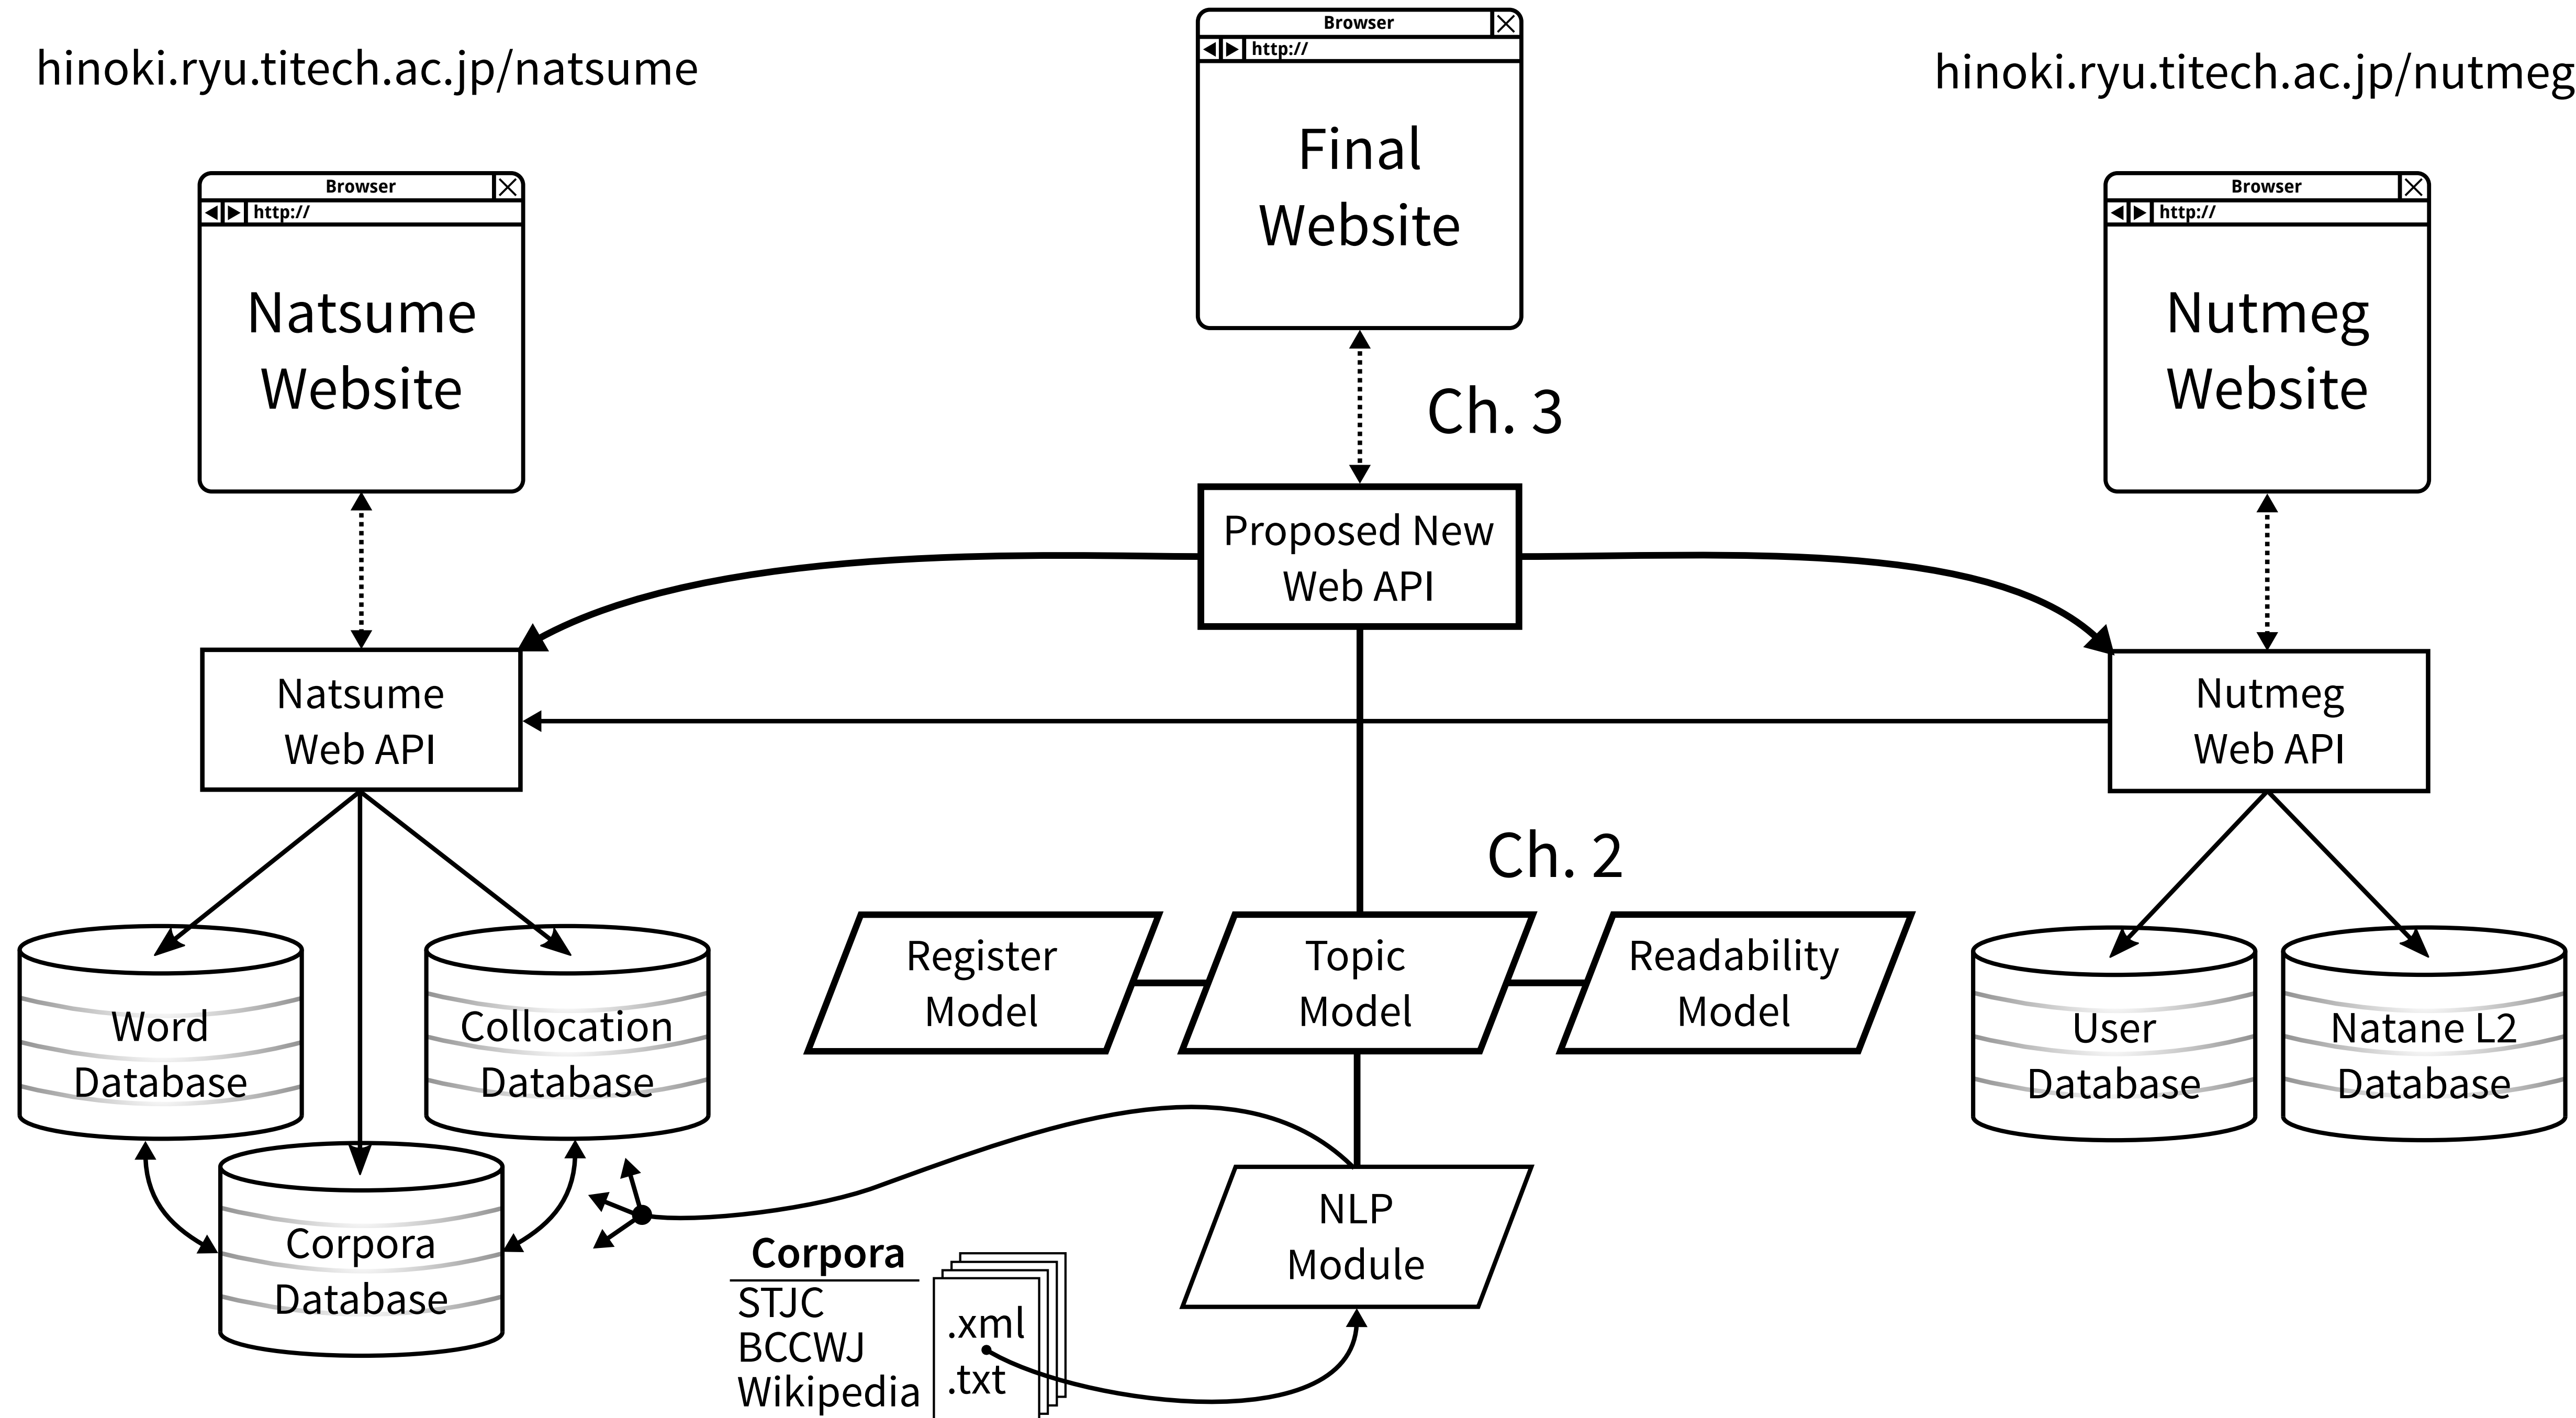 hinoki.ryu.titech.ac.jp/natsume
Browser
http://
Natsume
Website
Browser
http://
Final
Website
hinoki.ryu.titech.ac.jp/nutmeg
Browser
http://
Nutmeg
Website
Ch. 3
Proposed New
Web API
Natsume
Web API
Nutmeg
Web API
Ch. 2
Word
Database
Collocation
Database
Corpora
Database
Register
Model
Topic
Model
Readability
Model
User
Database
Natane L2
Database
NLP
Module
Corpora
STJC
BCCWJ
Wikipedia
.xml
.txt